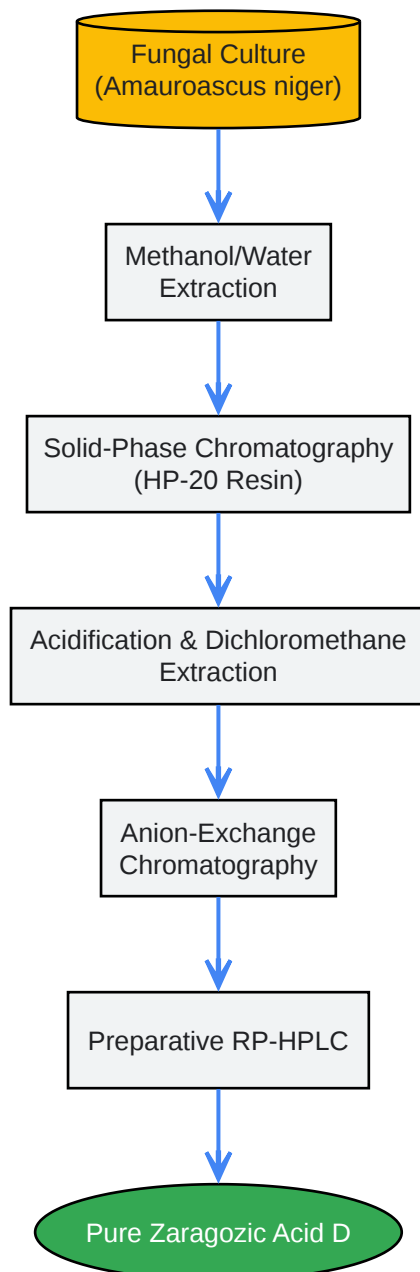 Fungal Culture
(Amauroascus niger)
Methanol/Water
Extraction
Solid-Phase Chromatography
(HP-20 Resin)
Acidification & Dichloromethane
Extraction
Anion-Exchange
Chromatography
Preparative RP-HPLC
Pure Zaragozic Acid D